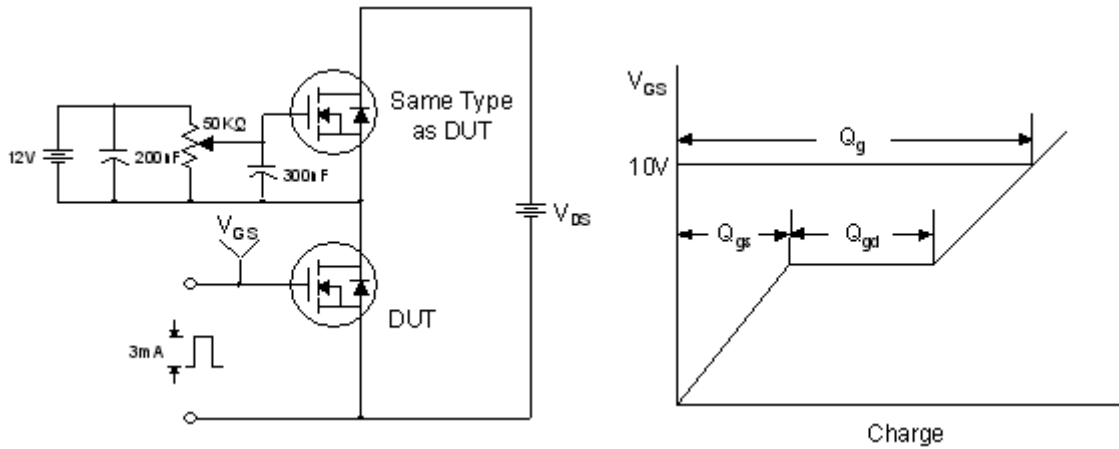 Same Type
as DUT
50KΩ
12V
200nF
300nF
V_GS
V_DS
DUT
3mA
V_GS
Q_g
10V
Q_gs
Q_gd
Charge